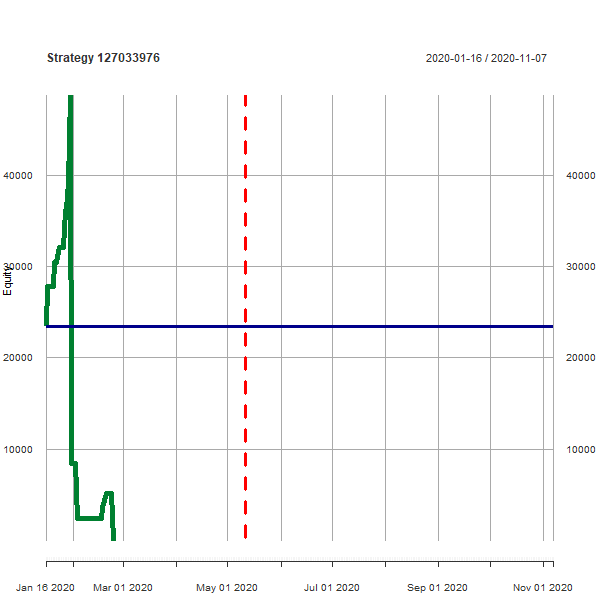 Strategy 127033976
2020-01-16 / 2020-11-07
40000
40000
30000
30000
Equity
20000
20000
10000
10000
Jan 16 2020
Mar 01 2020
May 01 2020
Jul 01 2020
Sep 01 2020
Nov 01 2020